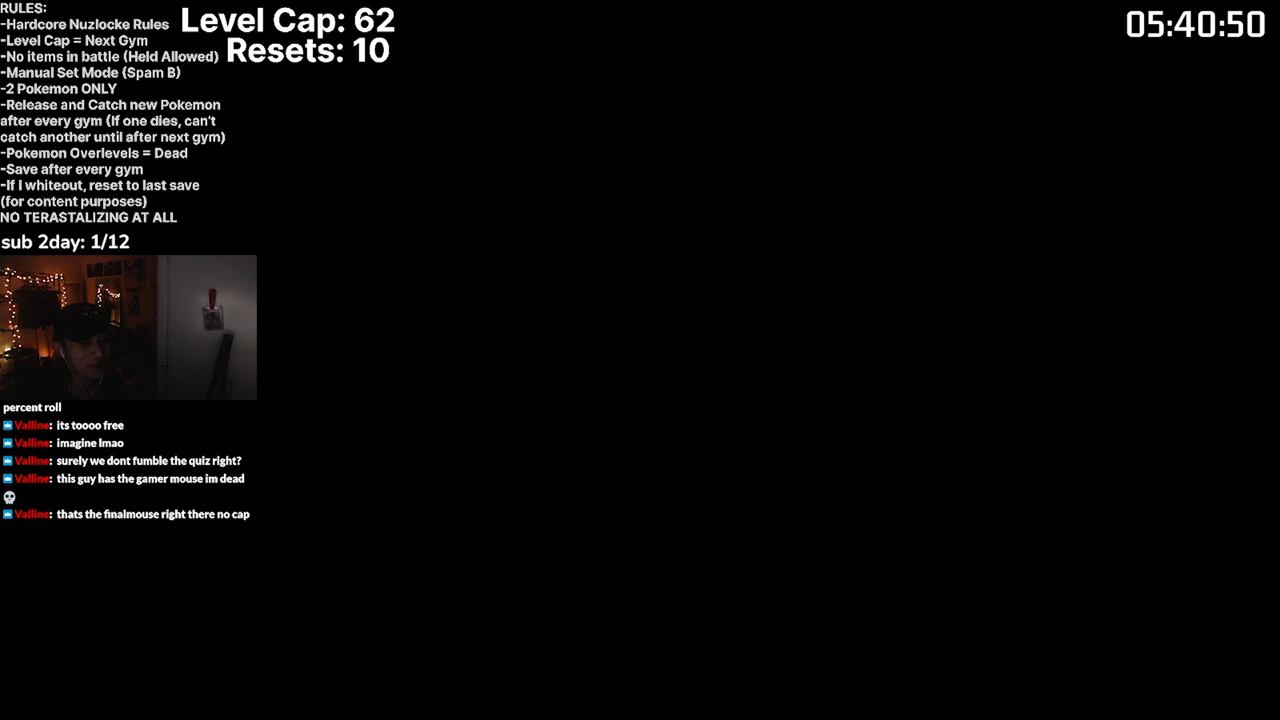 RULES:
-Hardcore Nuzlocke Rules
-Level Cap = Next Gym
-No items in battle (Held Allowed)
-Manual Set Mode (Spam B)
-2 Pokemon ONLY
-Release and Catch new Pokemon
after every gym (If one dies, can't
catch another until after next gym)
-Pokemon Overlevels = Dead
-Save after every gym
-If I whiteout, reset to last save
(for content purposes)
NO TERASTALIZING AT ALL
Level Cap: 62
Resets: 10
05:40:50
sub 2day: 1/12
percent roll
Valline: its toooo free
Valline: imagine lmao
Valline: surely we dont fumble the quiz right?
Valline: this guy has the gamer mouse im dead
💀
Valline: thats the finalmouse right there no cap